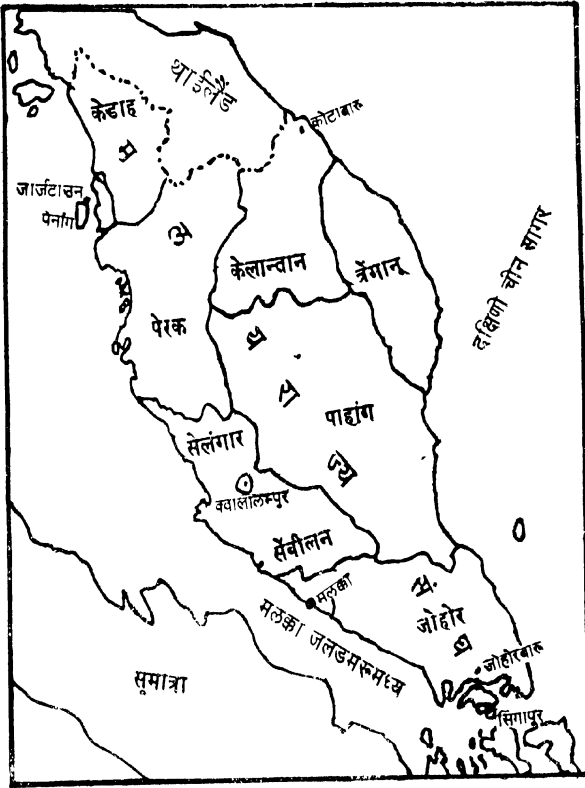 थाईलैंड
केडाह
कोटाबारू
जार्जटाउन
पेनांग
केलान्तान
त्रेंगानू
दक्षिणी चीन सागर
पेरक
पाहांग
सेलंगार
क्वालालम्पुर
सेंबीलन
मलक्का
जोहोर
मलक्का जलडमरूमध्य
जोहोरबारू
सूमात्रा
सिंगापुर